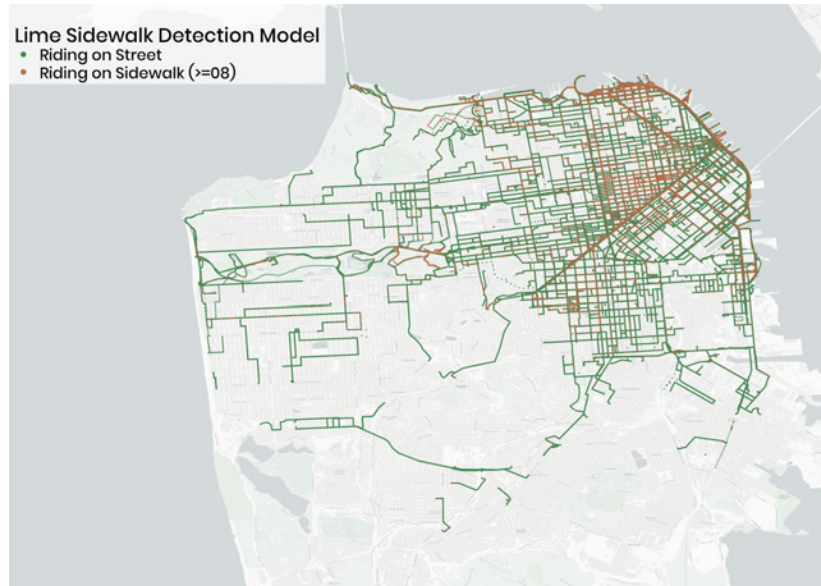 Lime Sidewalk Detection Model
Riding on Street
Riding on Sidewalk (>=08)